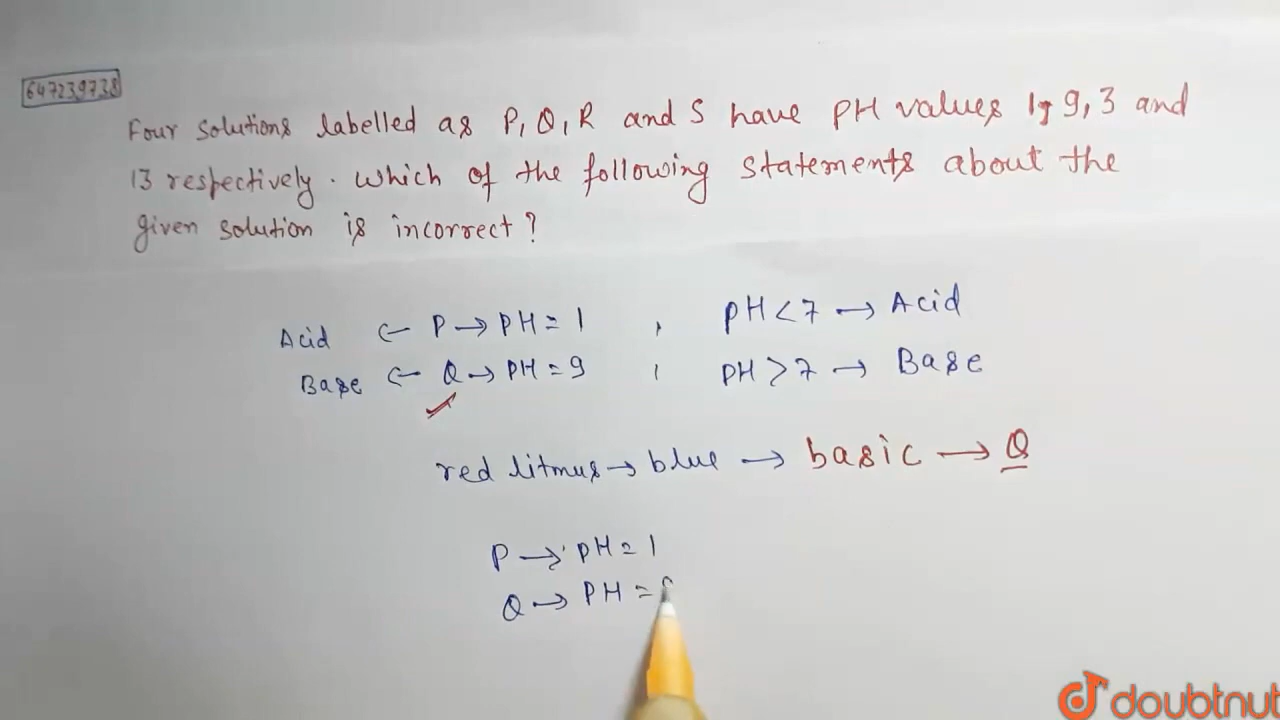 647239738
Four solutions labelled as P, Q, R and S have PH values 1, 9, 3 and
13 respectively. which of the following statements about the
given solution is incorrect?
Acid ← P → PH = 1 , PH < 7 → Acid
Base ← Q → PH = 9 , PH > 7 → Base
red litmus → blue → basic → Q
P → PH = 1
Q → PH =
doubtnut